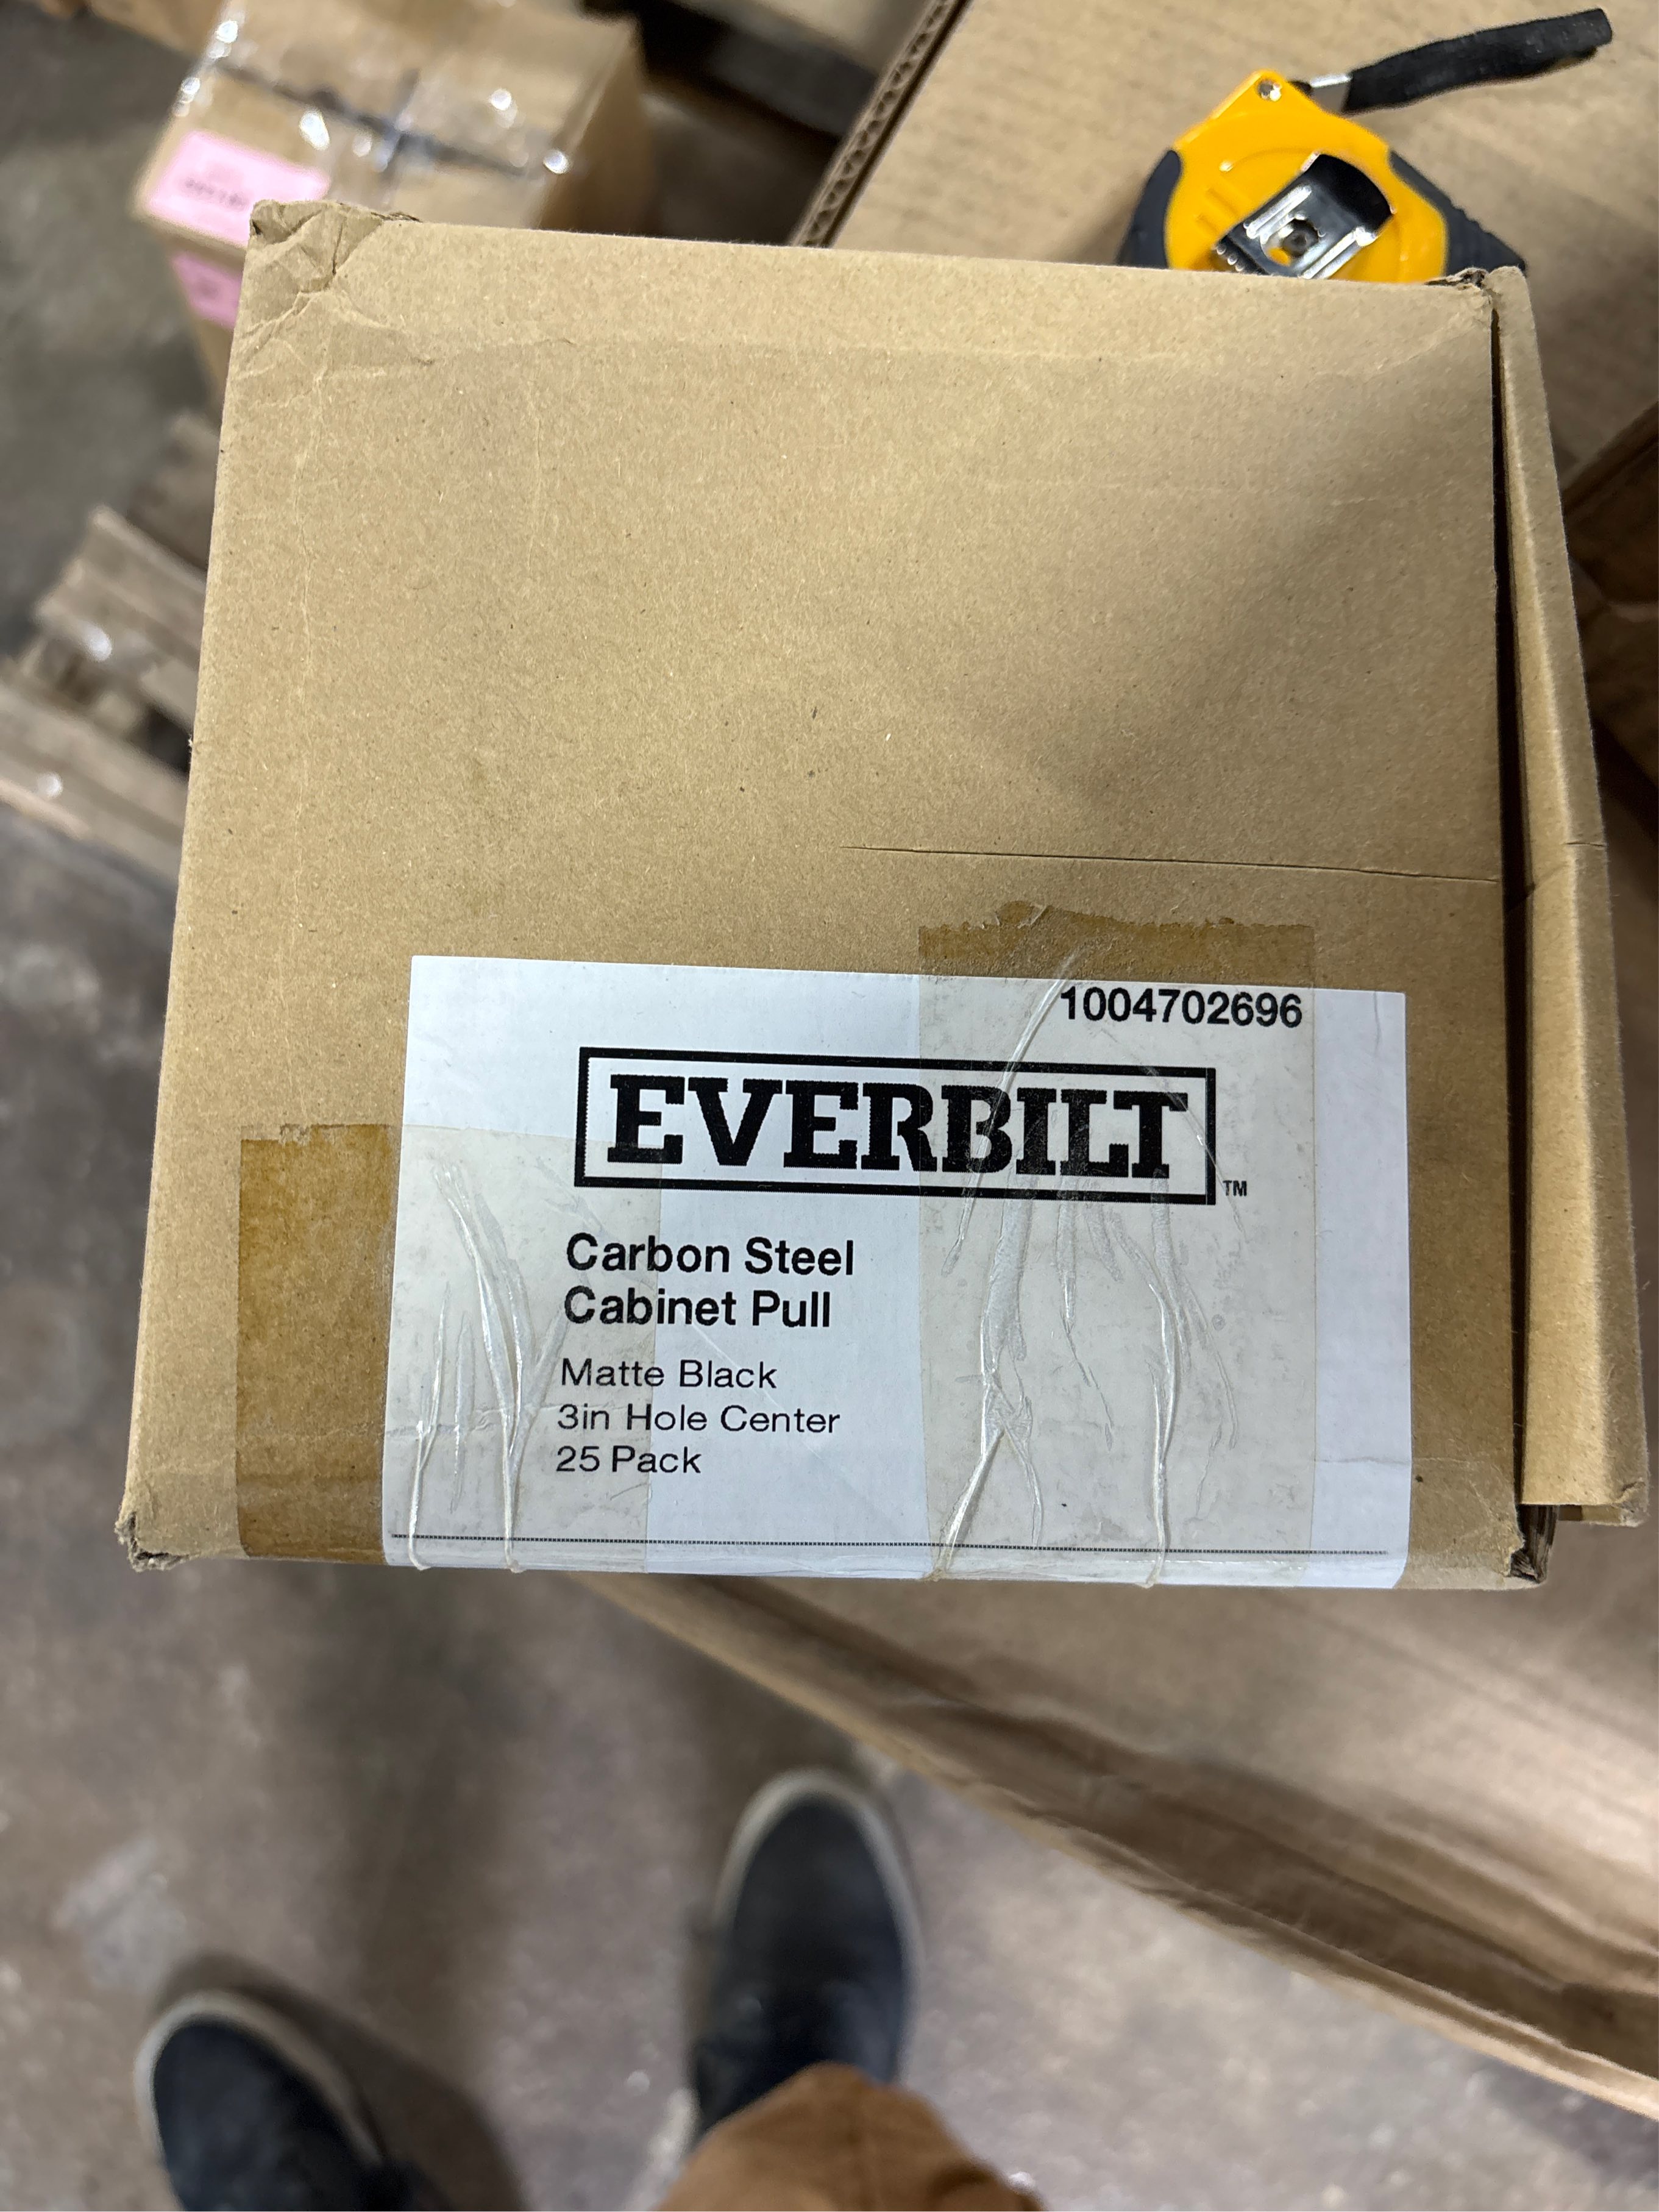 1004702696
EVERBILT
TM
Carbon Steel
Cabinet Pull
Matte Black
3in Hole Center
25 Pack